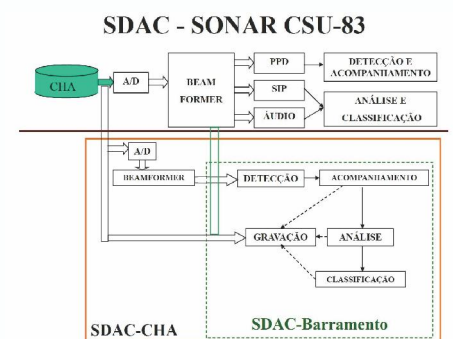 SDAC - SONAR CSU-83
CHA
A/D
BEAM
FORMER
PPD
SIP
ÁUDIO
DETECÇÃO E
ACOMPANHAMENTO
ANÁLISE E
CLASSIFICAÇÃO
A/D
BEAMFORMER
DETECÇÃO
ACOMPANHAMENTO
GRAVAÇÃO
ANÁLISE
CLASSIFICAÇÃO
SDAC-Barramento
SDAC-CHA